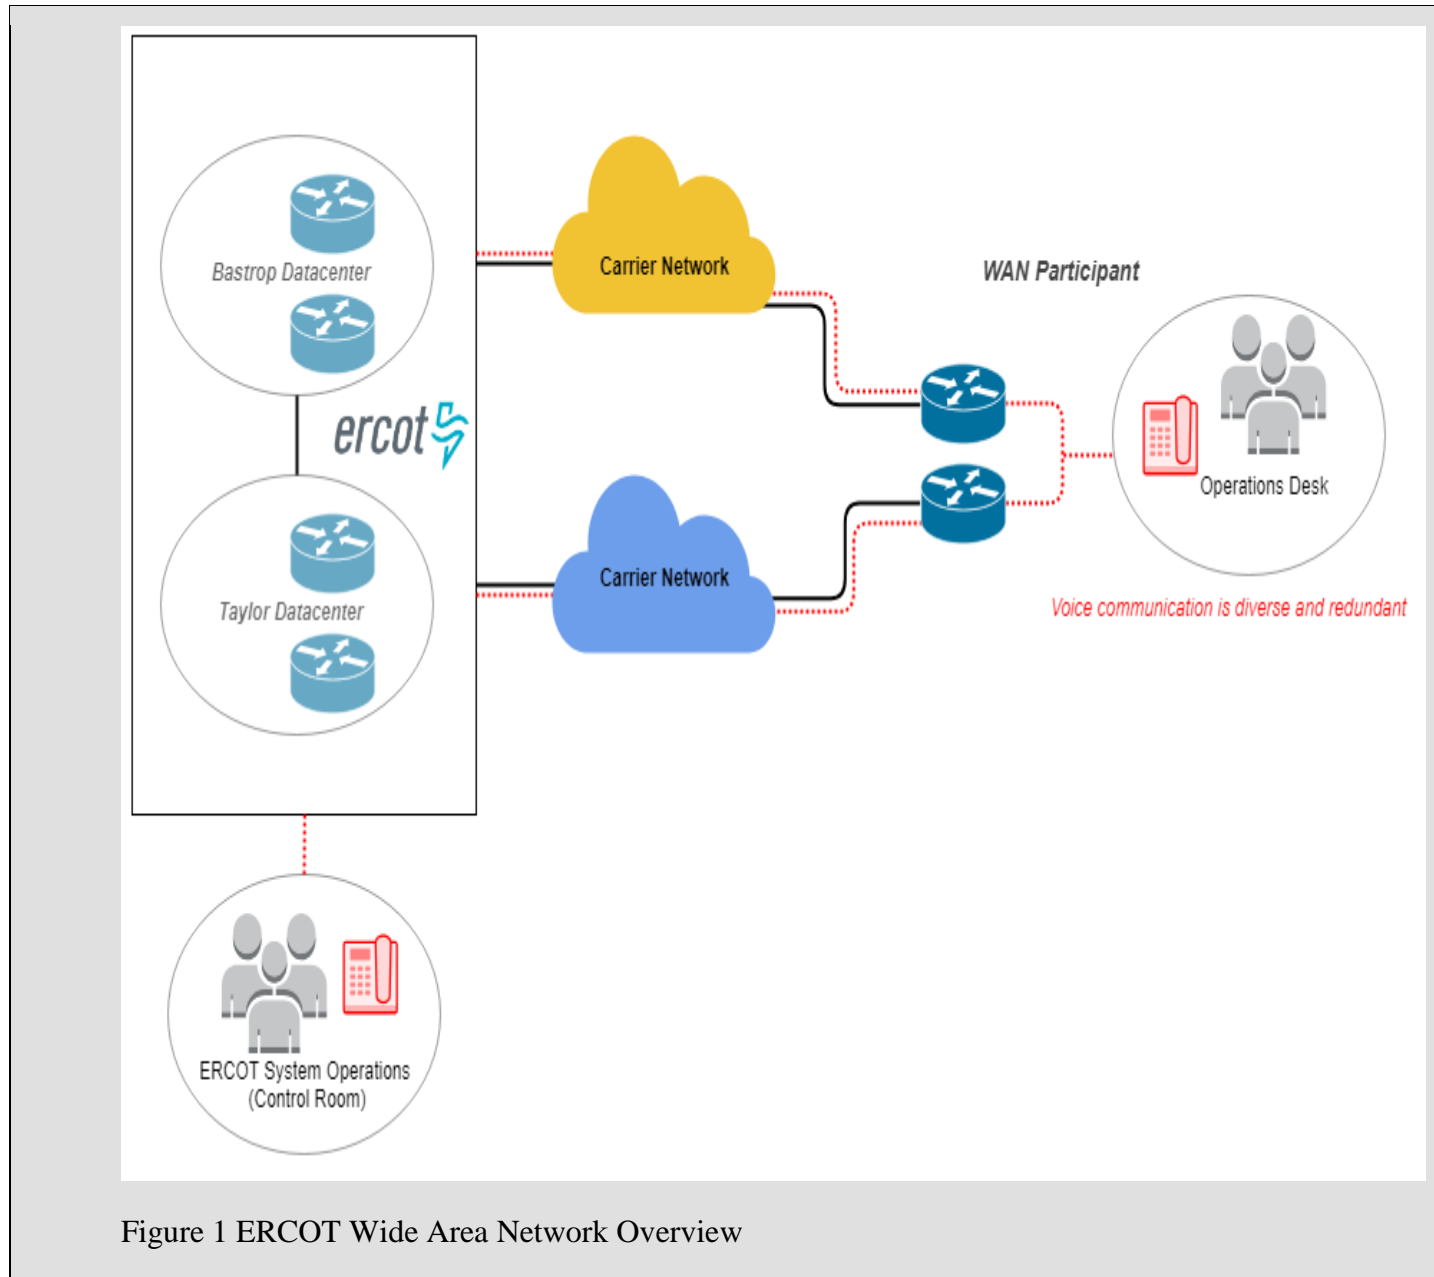 Bastrop Datacenter
ercot
Taylor Datacenter
Carrier Network
Carrier Network
WAN Participant
Operations Desk
Voice communication is diverse and redundant
ERCOT System Operations
(Control Room)
Figure 1 ERCOT Wide Area Network Overview